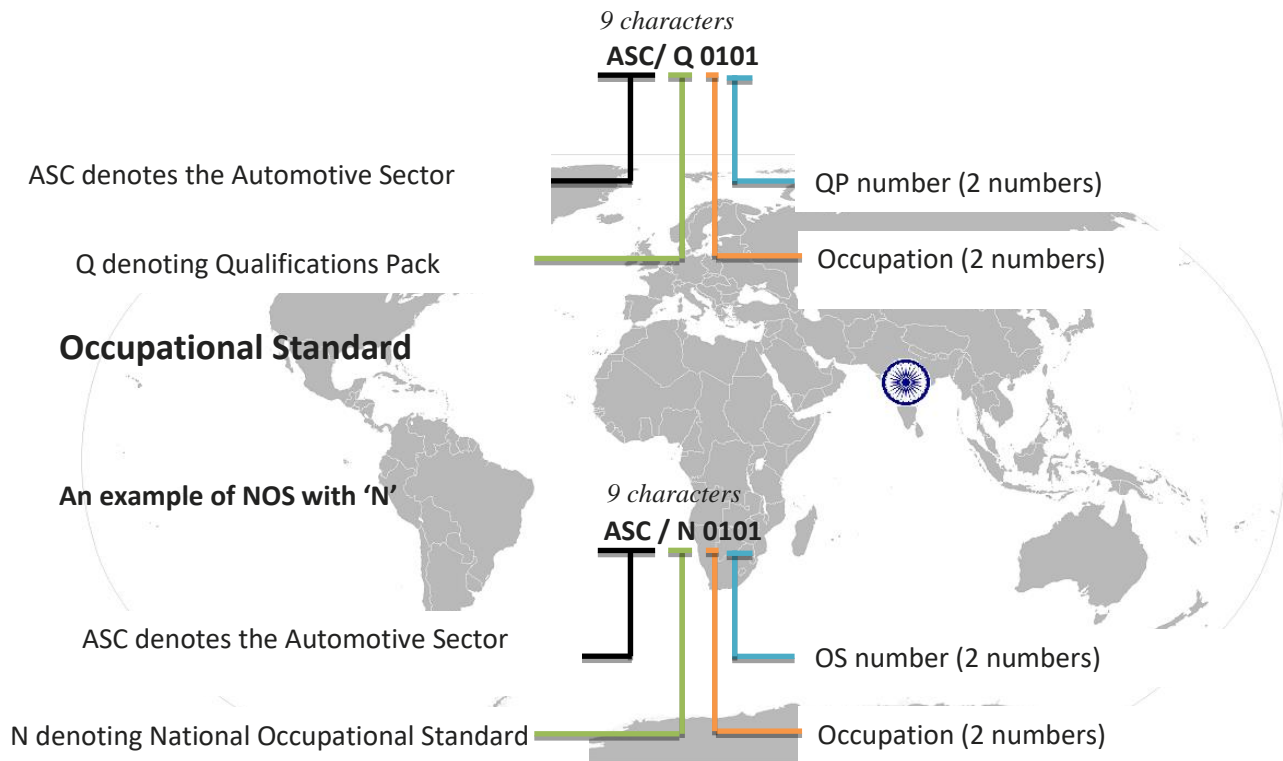 9 characters
ASC/ Q 0101
ASC denotes the Automotive Sector
QP number (2 numbers)
Q denoting Qualifications Pack
Occupation (2 numbers)
Occupational Standard
An example of NOS with ‘N’
9 characters
ASC / N 0101
ASC denotes the Automotive Sector
OS number (2 numbers)
N denoting National Occupational Standard
Occupation (2 numbers)